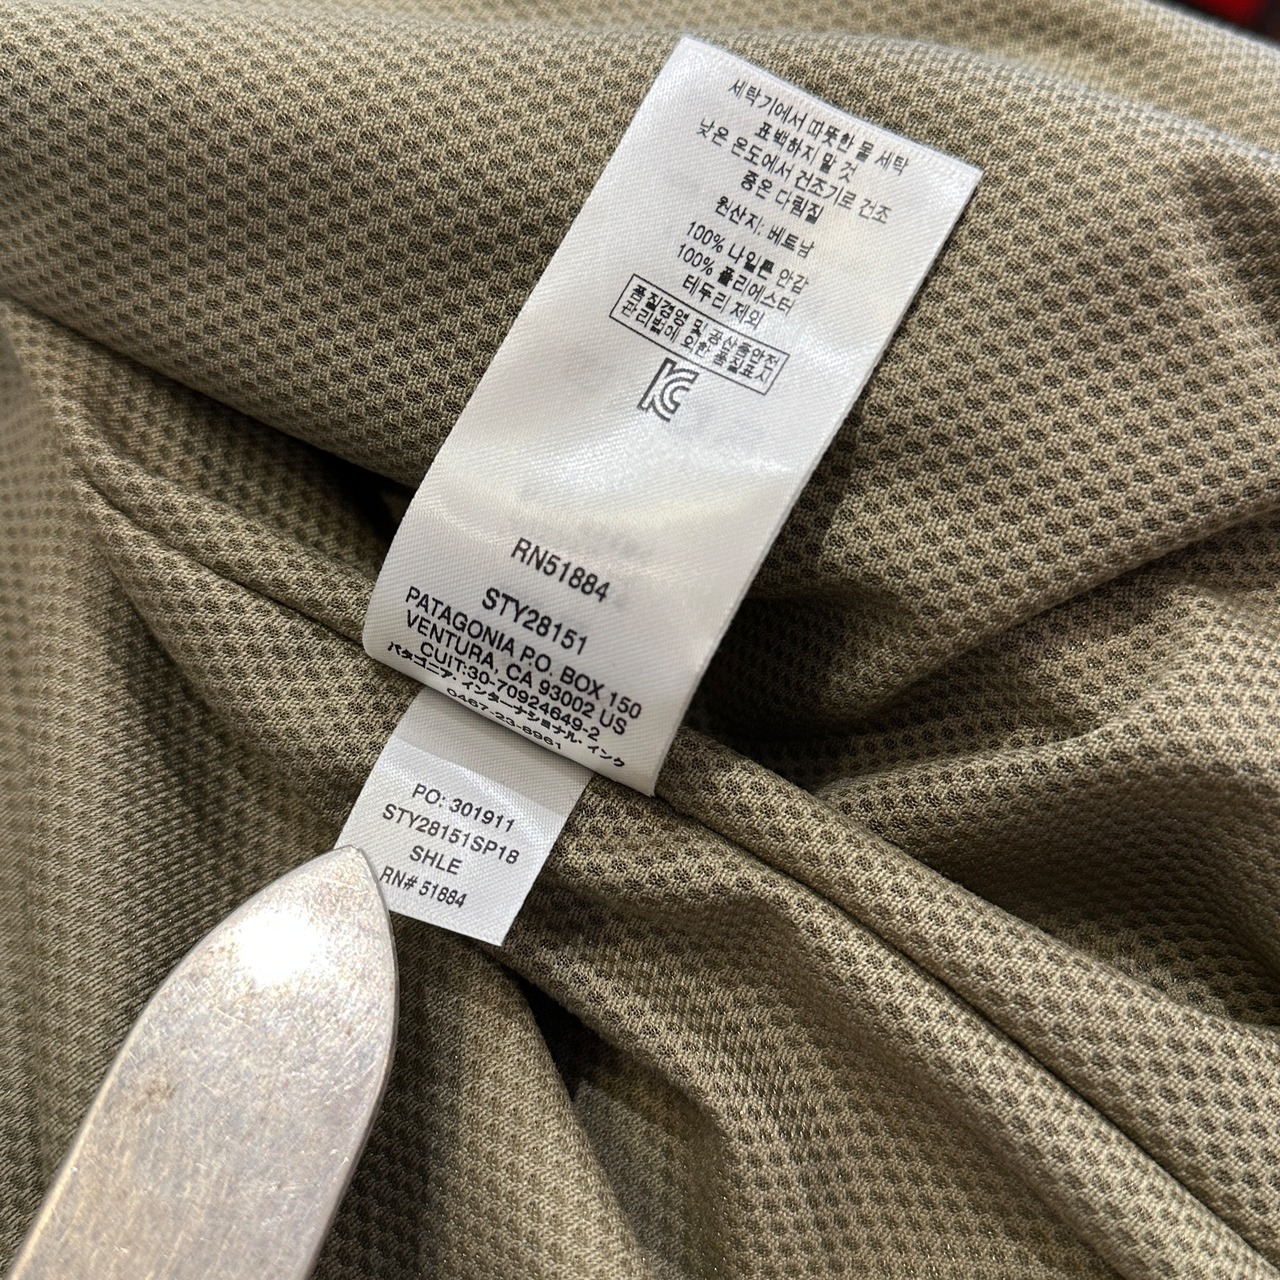 세탁기에서 따뜻한 물 세탁
표백하지 말 것
낮은 온도에서 건조기로 건조
중온 다림질
원산지: 베트남
100% 나일론 안감
100% 폴리에스터
테두리 제외
품질경영 및 공산품안전
관리법에 의한 품질표시
RN51884
STY28151
PATAGONIA P.O. BOX 150
VENTURA, CA 93002 US
CUIT:30-70924649-2
パタゴニア・インターナショナル・インク
0467-23-8961
PO: 301911
STY28151SP18
SHLE
RN# 51884